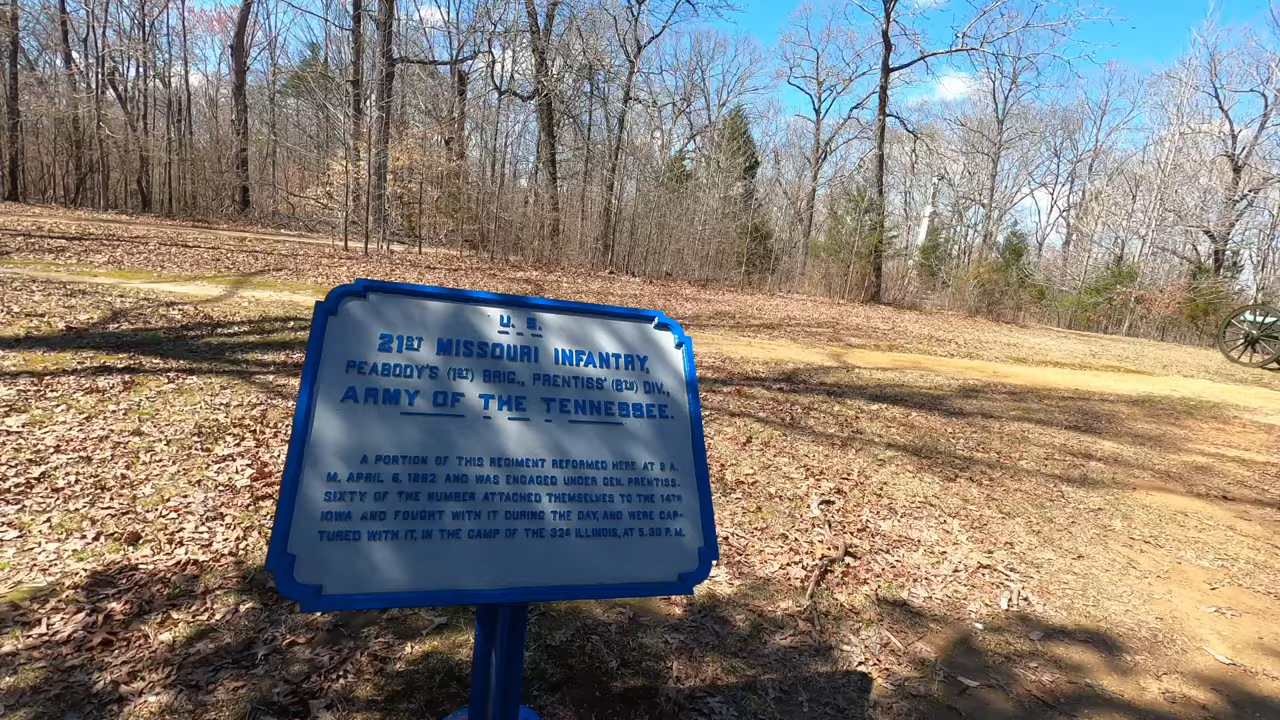 U. S.
21ST MISSOURI INFANTRY,
PEABODY'S (1ST) BRIG., PRENTISS' (6TH) DIV.,
ARMY OF THE TENNESSEE.
A PORTION OF THIS REGIMENT REFORMED HERE AT 9 A.
M. APRIL 6, 1862 AND WAS ENGAGED UNDER GEN. PRENTISS.
SIXTY OF THE NUMBER ATTACHED THEMSELVES TO THE 14TH
IOWA AND FOUGHT WITH IT DURING THE DAY, AND WERE CAP-
TURED WITH IT, IN THE CAMP OF THE 32D ILLINOIS, AT 5.30 P. M.